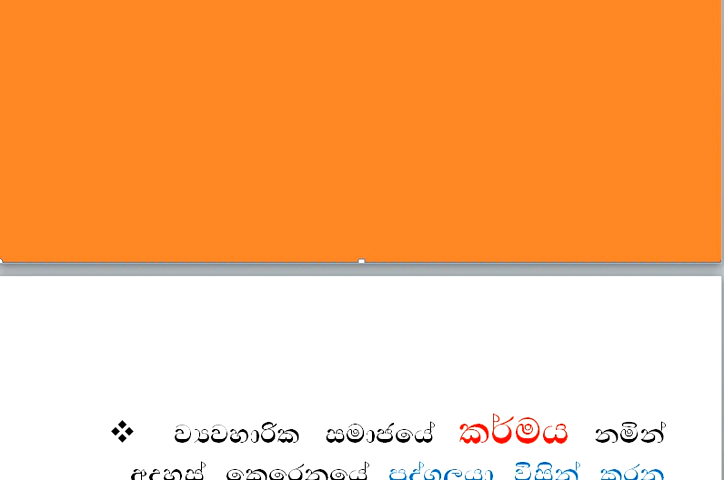 ❖ ව්‍යවහාරික සමාජයේ කර්මය නමින්
අදහස් කෙරෙනුයේ පුද්ගලයා විසින් කරන